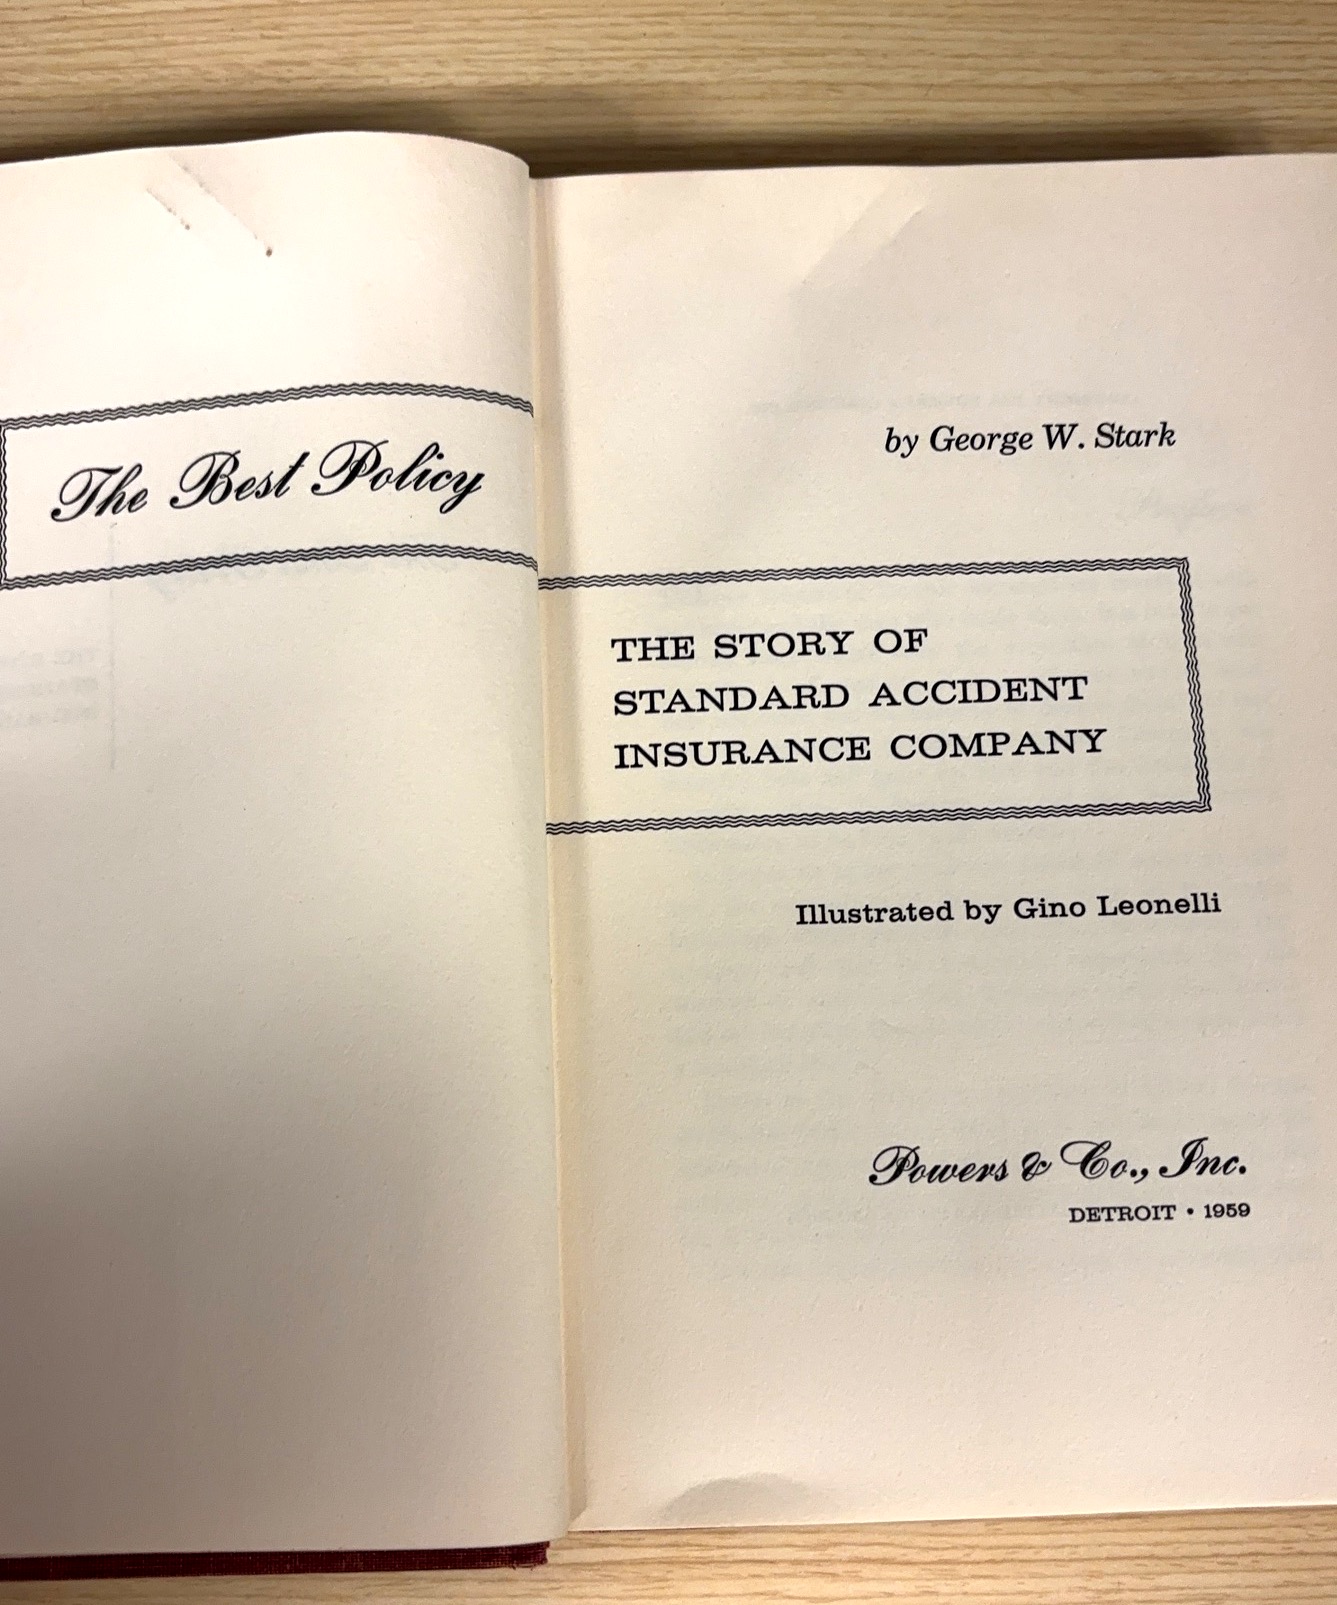 The Best Policy
by George W. Stark
THE STORY OF
STANDARD ACCIDENT
INSURANCE COMPANY
Illustrated by Gino Leonelli
Powers & Co., Inc.
DETROIT • 1959